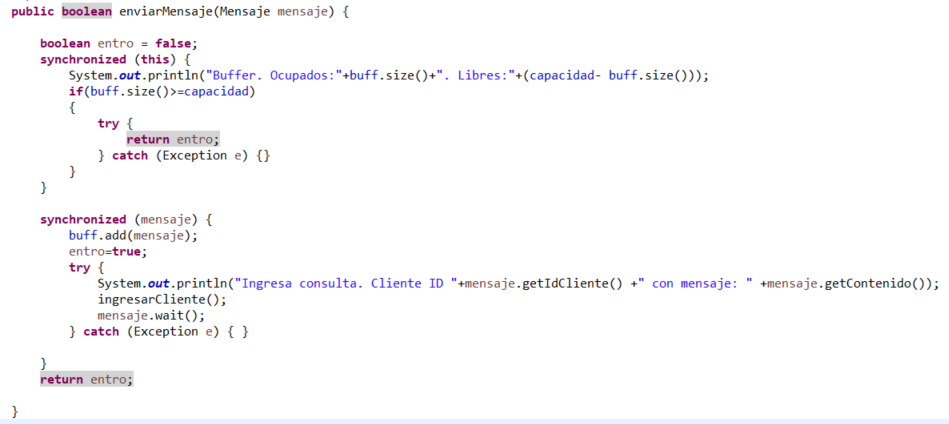 public boolean enviarMensaje(Mensaje mensaje) {
boolean entro = false;
synchronized (this) {
System.out.println("Buffer. Ocupados:"+buff.size()+". Libres:"+(capacidad- buff.size()));
if(buff.size()>=capacidad)
{
try {
return entro;
} catch (Exception e) {}
}
}
synchronized (mensaje) {
buff.add(mensaje);
entro=true;
try {
System.out.println("Ingresa consulta. Cliente ID "+mensaje.getIdCliente() +" con mensaje: " +mensaje.getContenido());
ingresarCliente();
mensaje.wait();
} catch (Exception e) { }
}
return entro;
}